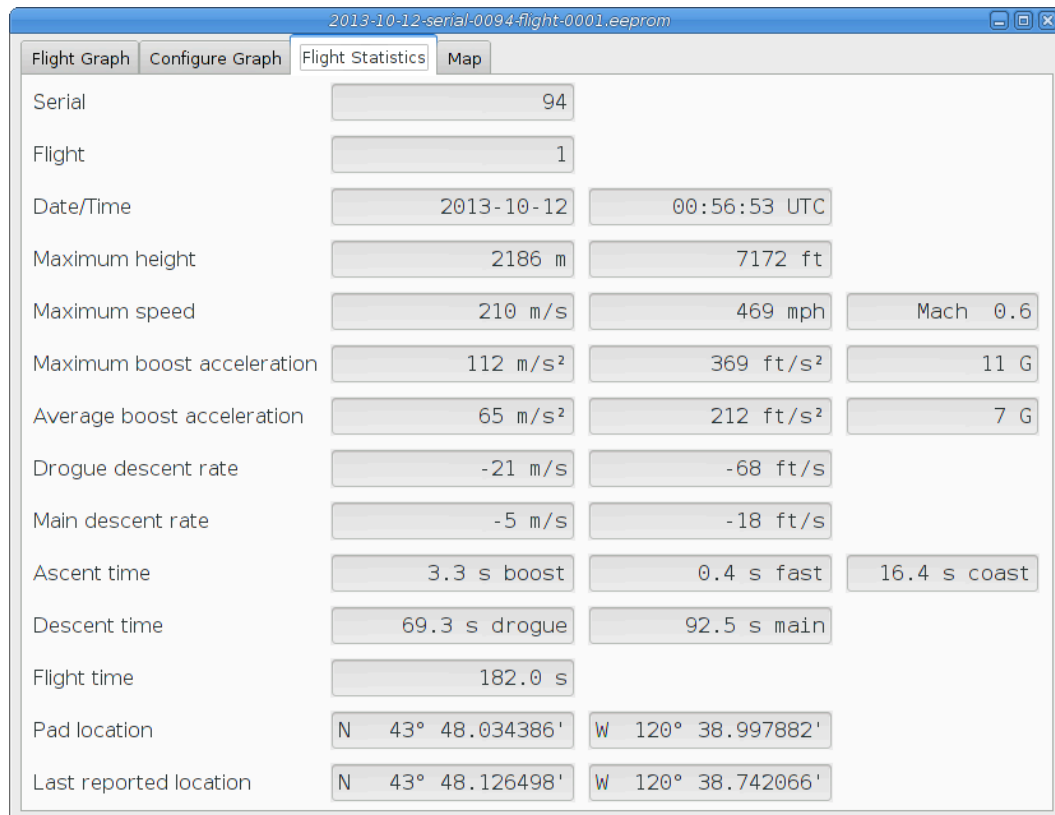 2013-10-12-serial-0094-flight-0001.eeprom
Flight Graph Configure Graph Flight Statistics Map
Serial 94
Flight 1
Date/Time 2013-10-12 00:56:53 UTC
Maximum height 2186 m 7172 ft
Maximum speed 210 m/s 469 mph Mach 0.6
Maximum boost acceleration 112 m/s² 369 ft/s² 11 G
Average boost acceleration 65 m/s² 212 ft/s² 7 G
Drogue descent rate -21 m/s -68 ft/s
Main descent rate -5 m/s -18 ft/s
Ascent time 3.3 s boost 0.4 s fast 16.4 s coast
Descent time 69.3 s drogue 92.5 s main
Flight time 182.0 s
Pad location N 43° 48.034386' W 120° 38.997882'
Last reported location N 43° 48.126498' W 120° 38.742066'